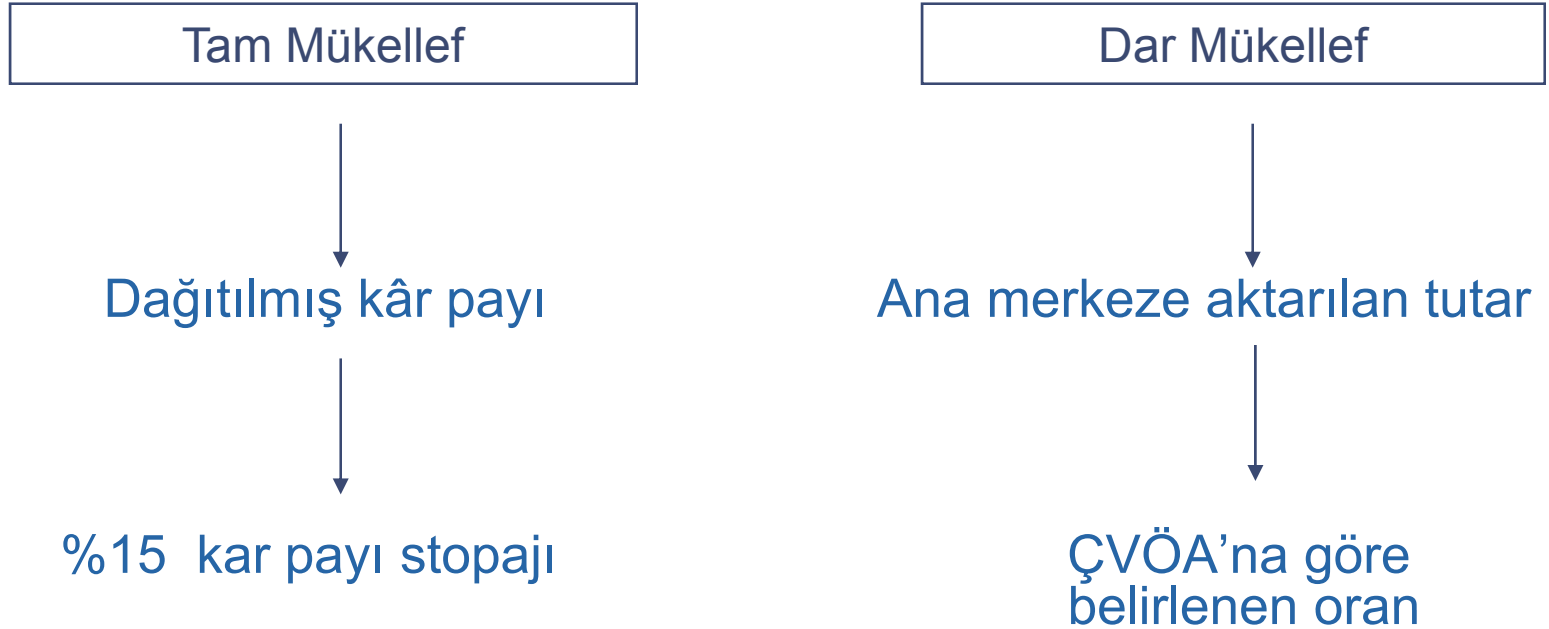 Tam Mükellef
Dar Mükellef
Dağıtılmış kâr payı
Ana merkeze aktarılan tutar
%15 kar payı stopajı
ÇVÖA’na göre
belirlenen oran